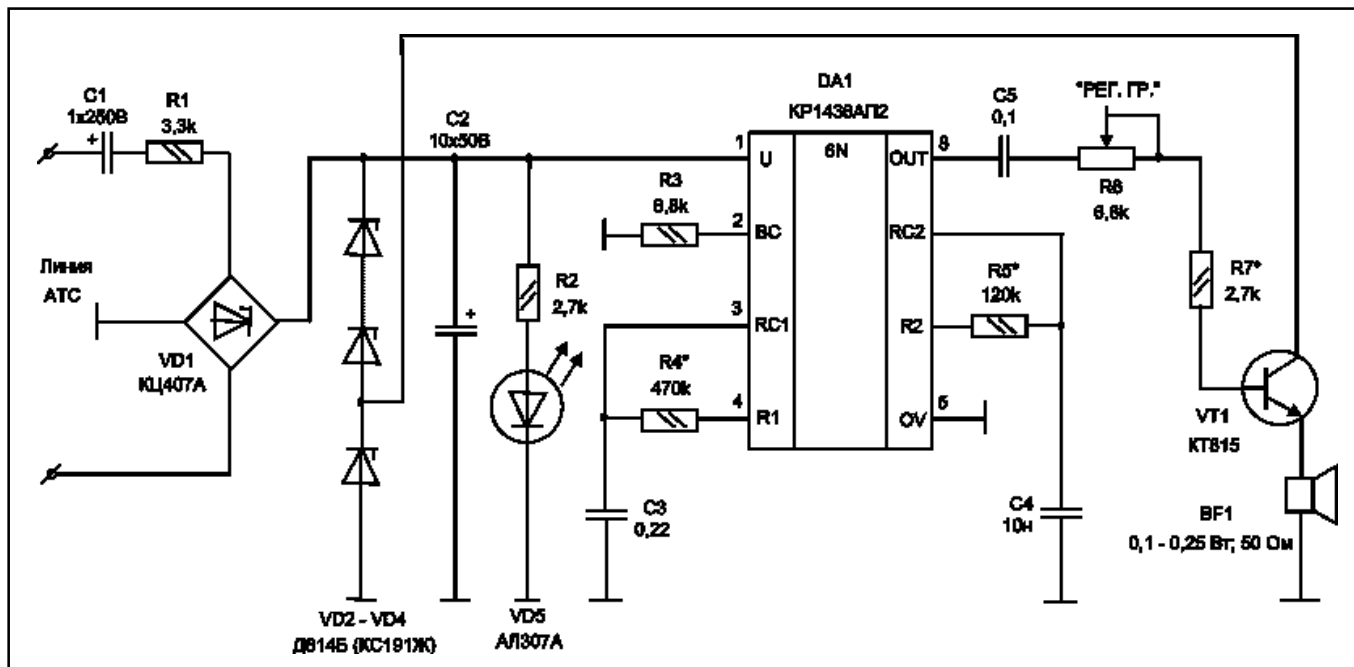 C1
1x250В
R1
3,3k
Линия
АТС
VD1
КЦ407А
VD2 - VD4
Д814Б (КС191Ж)
C2
10x50В
+
+
R2
2,7k
VD5
АЛ307А
R3
6,8k
R4*
470k
C3
0,22
DA1
КР1436АП2
1
U
2
BC
3
RC1
4
R1
6N
OUT
8
RC2
R2
OV
5
C5
0,1
"РЕГ. ГР."
R6
6,8k
R5*
120k
C4
10н
R7*
2,7k
VT1
КТ815
BF1
0,1 - 0,25 Вт; 50 Ом